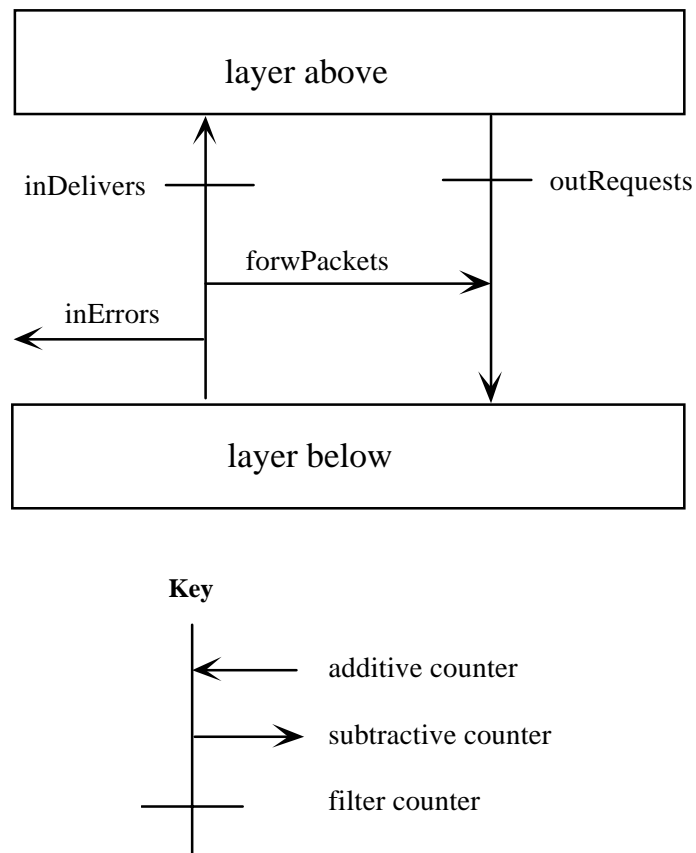 layer above
inDelivers
outRequests
forwPackets
inErrors
layer below
Key
additive counter
subtractive counter
filter counter